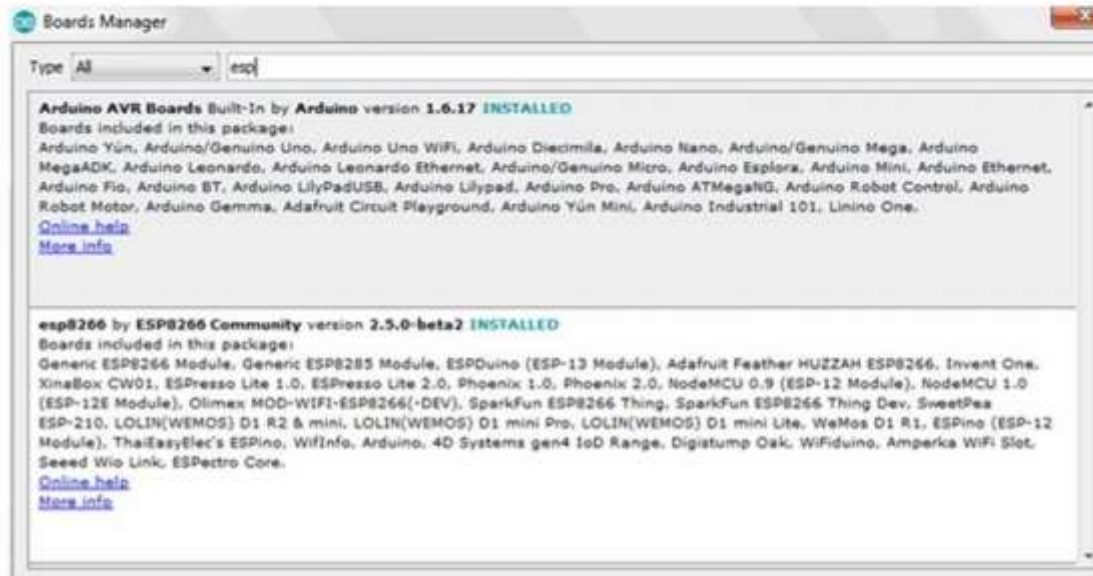 Boards Manager
Type All esp
Arduino AVR Boards Built-In by Arduino version 1.6.17 INSTALLED
Boards included in this package:
Arduino Yún, Arduino/Genuino Uno, Arduino Uno WiFi, Arduino Diecimila, Arduino Nano, Arduino/Genuino Mega, Arduino
MegaADK, Arduino Leonardo, Arduino Leonardo Ethernet, Arduino/Genuino Micro, Arduino Esplora, Arduino Mini, Arduino Ethernet,
Arduino Fio, Arduino BT, Arduino LilyPadUSB, Arduino Lilypad, Arduino Pro, Arduino ATMegaNG, Arduino Robot Control, Arduino
Robot Motor, Arduino Gemma, Adafruit Circuit Playground, Arduino Yún Mini, Arduino Industrial 101, Linino One.
Online help
More info
esp8266 by ESP8266 Community version 2.5.0-beta2 INSTALLED
Boards included in this package:
Generic ESP8266 Module, Generic ESP8285 Module, ESPDuino (ESP-13 Module), Adafruit Feather HUZZAH ESP8266, Invent One,
XinaBox CW01, ESPresso Lite 1.0, ESPresso Lite 2.0, Phoenix 1.0, Phoenix 2.0, NodeMCU 0.9 (ESP-12 Module), NodeMCU 1.0
(ESP-12E Module), Olimex MOD-WIFI-ESP8266(-DEV), SparkFun ESP8266 Thing, SparkFun ESP8266 Thing Dev, SweetPea
ESP-210, LOLIN(WEMOS) D1 R2 & mini, LOLIN(WEMOS) D1 mini Pro, LOLIN(WEMOS) D1 mini Lite, WeMos D1 R1, ESPino (ESP-12
Module), ThaiEasyElec's ESPino, WifInfo, Arduino, 4D Systems gen4 IoD Range, Digistump Oak, WiFiduino, Amperka WiFi Slot,
Seeed Wio Link, ESPectro Core.
Online help
More info